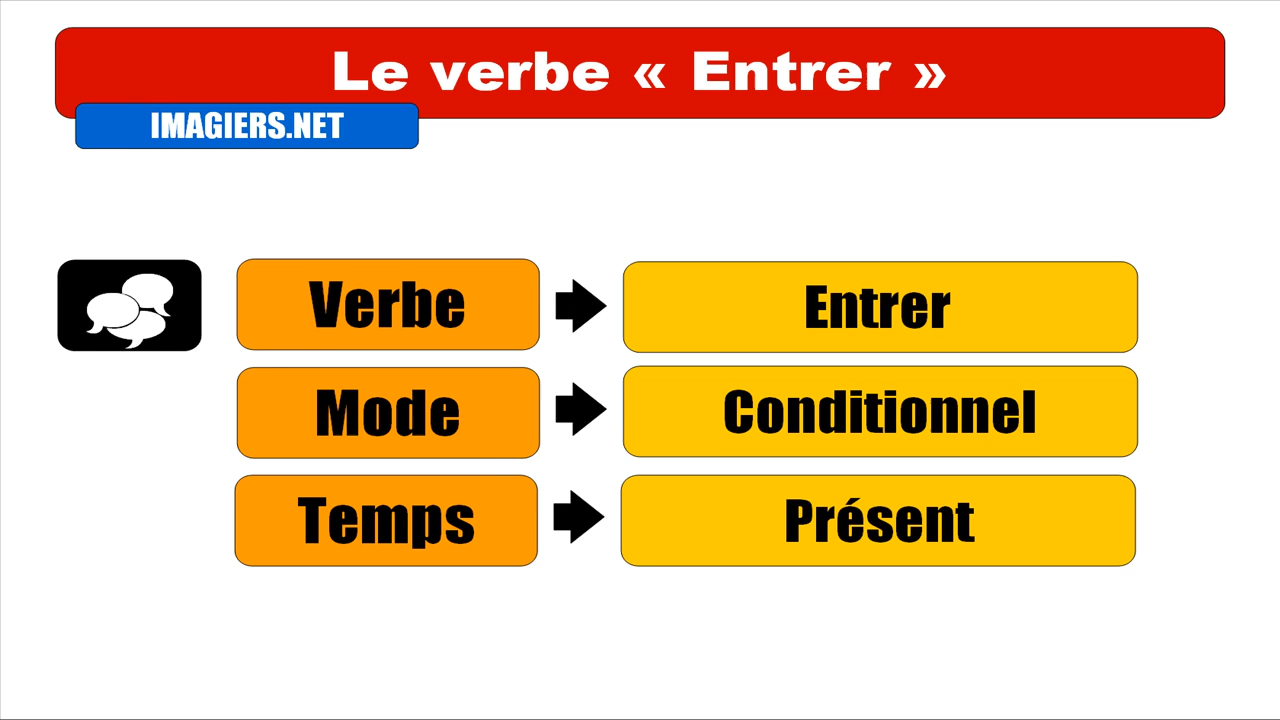 Le verbe « Entrer »
IMAGIERS.NET
Verbe
Entrer
Mode
Conditionnel
Temps
Présent